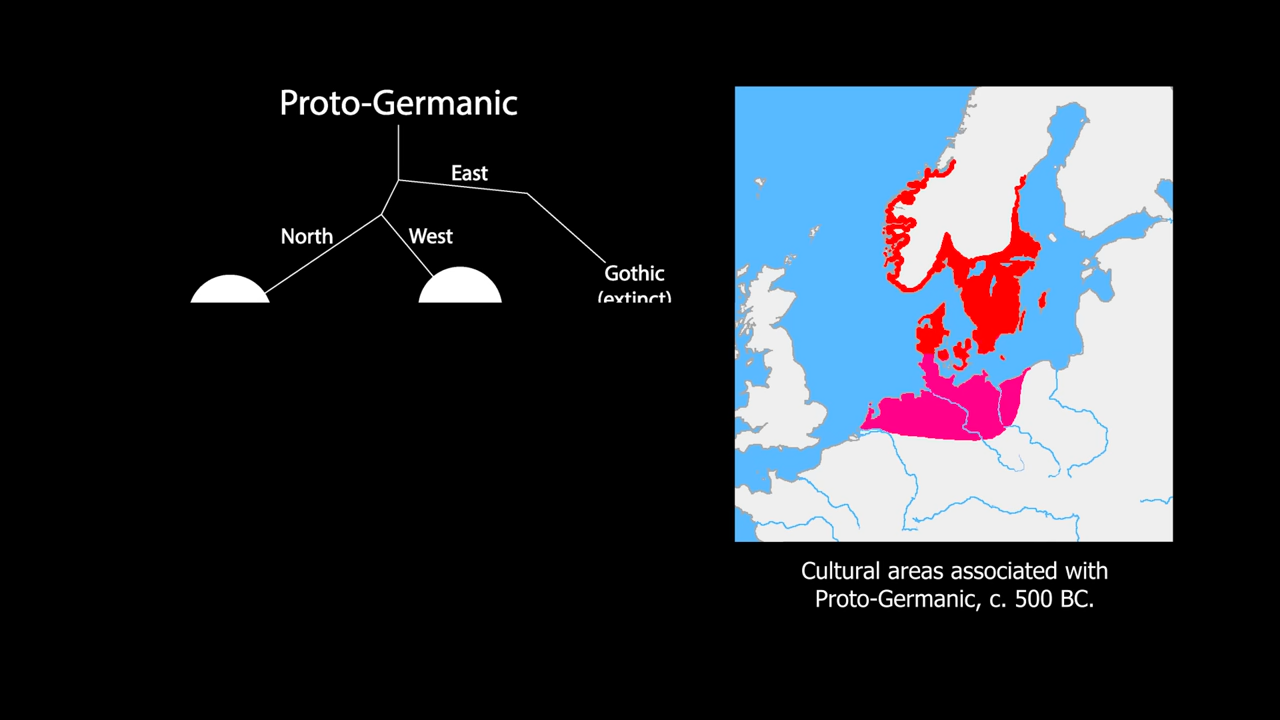 Proto-Germanic
East
North
West
Gothic
(extinct)
Cultural areas associated with
Proto-Germanic, c. 500 BC.